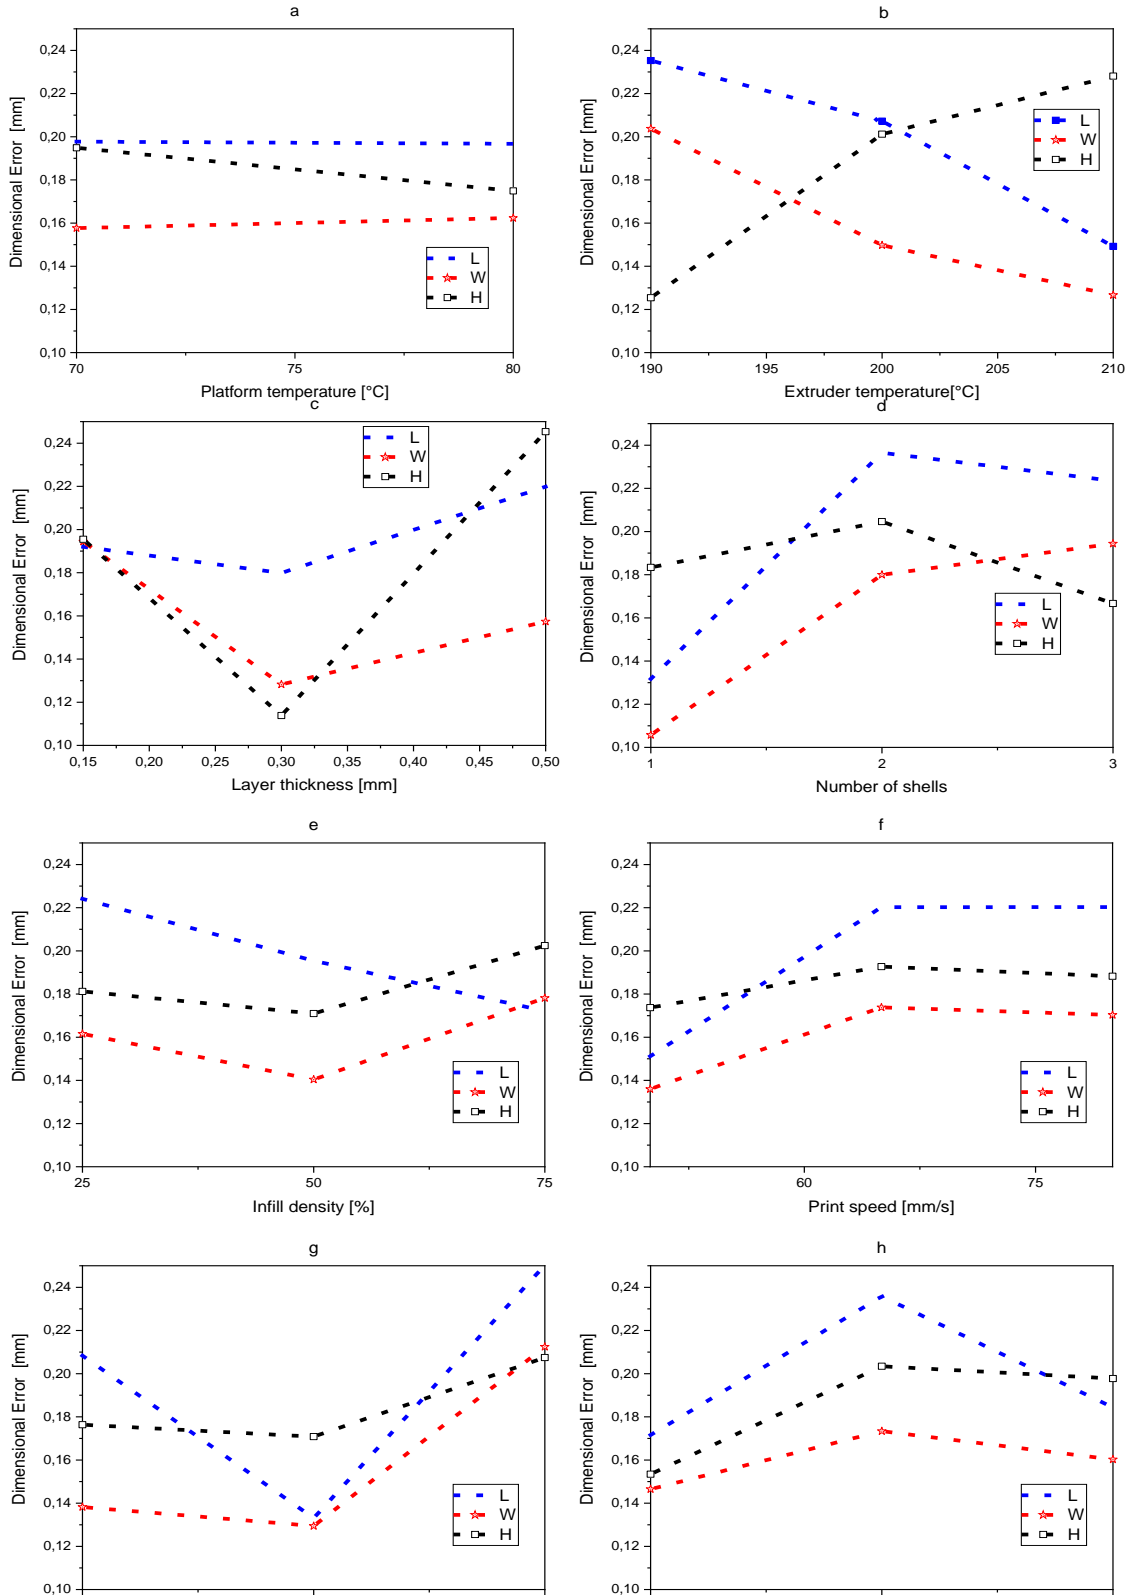 a
Dimensional Error [mm]
0,24
0,22
0,20
0,18
0,16
0,14
0,12
0,10
L
W
H
70
75
80
Platform temperature [°C]
b
Dimensional Error [mm]
0,24
0,22
0,20
0,18
0,16
0,14
0,12
0,10
L
W
H
190
195
200
205
210
Extruder temperature[°C]
c
Dimensional Error [mm]
0,24
0,22
0,20
0,18
0,16
0,14
0,12
0,10
L
W
H
0,15
0,20
0,25
0,30
0,35
0,40
0,45
0,50
Layer thickness [mm]
d
Dimensional Error [mm]
0,24
0,22
0,20
0,18
0,16
0,14
0,12
0,10
L
W
H
1
2
3
Number of shells
e
Dimensional Error [mm]
0,24
0,22
0,20
0,18
0,16
0,14
0,12
0,10
L
W
H
25
50
75
Infill density [%]
f
Dimensional Error [mm]
0,24
0,22
0,20
0,18
0,16
0,14
0,12
0,10
L
W
H
60
75
Print speed [mm/s]
g
Dimensional Error [mm]
0,24
0,22
0,20
0,18
0,16
0,14
0,12
0,10
L
W
H
h
Dimensional Error [mm]
0,24
0,22
0,20
0,18
0,16
0,14
0,12
0,10
L
W
H